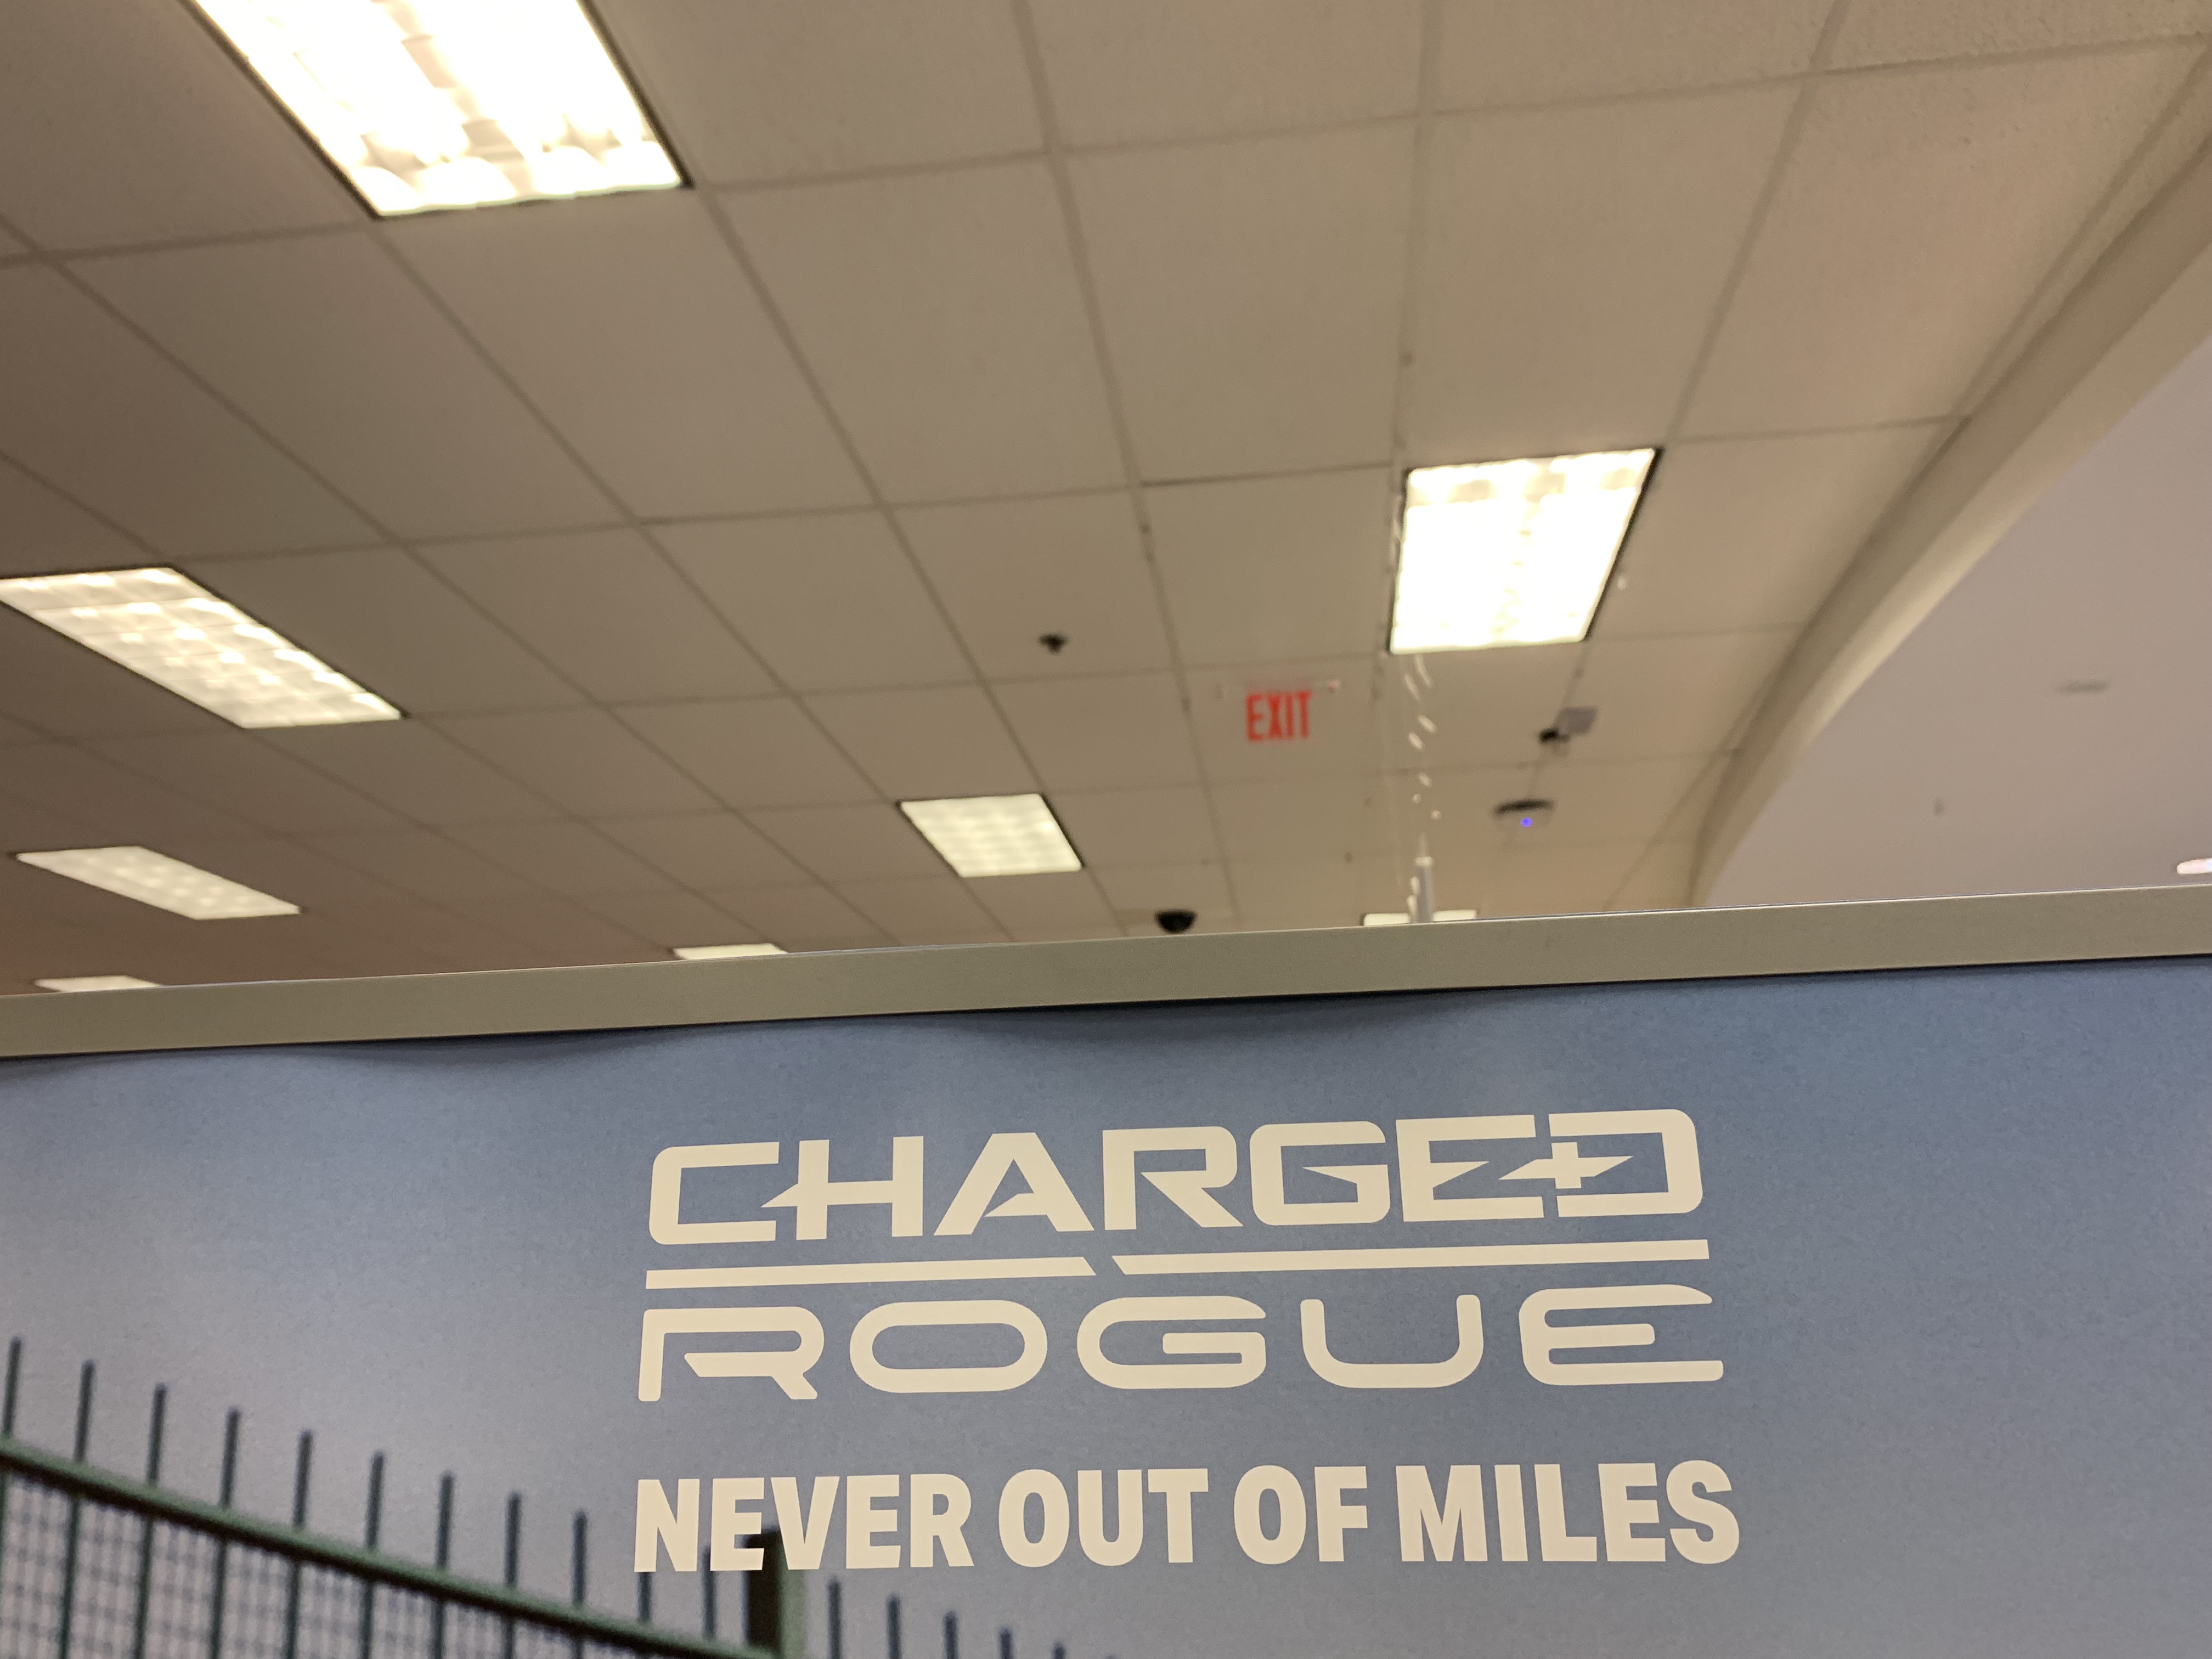 EXIT
CHARGED
ROGUE
NEVER OUT OF MILES